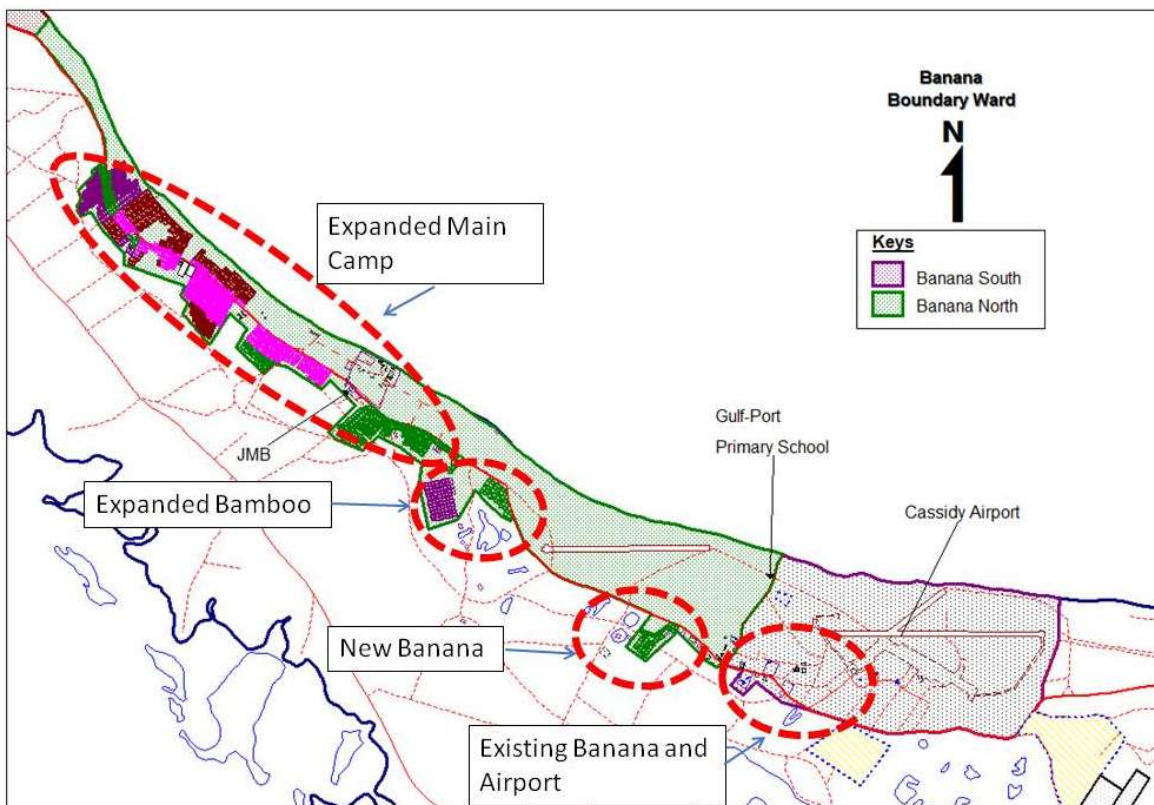 Banana
Boundary Ward
N
Keys
Banana South
Banana North
Expanded Main
Camp
Gulf-Port
Primary School
JMB
Expanded Bamboo
Cassidy Airport
New Banana
Existing Banana and
Airport